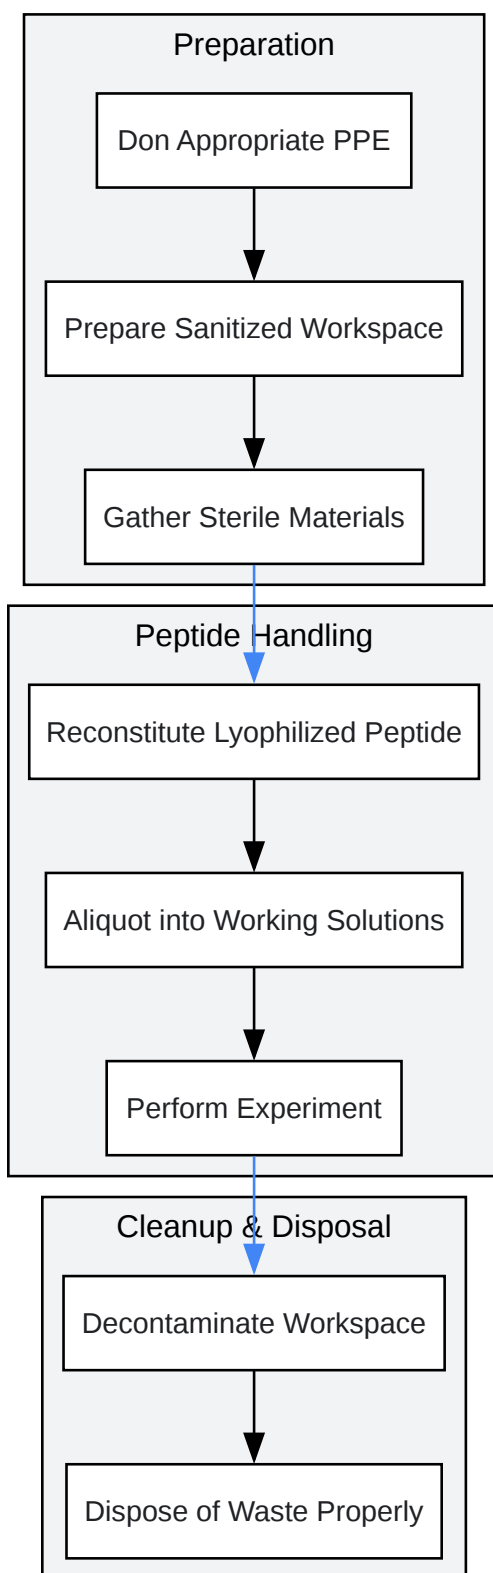 Preparation
Don Appropriate PPE
Prepare Sanitized Workspace
Gather Sterile Materials
Peptide Handling
Reconstitute Lyophilized Peptide
Aliquot into Working Solutions
Perform Experiment
Cleanup & Disposal
Decontaminate Workspace
Dispose of Waste Properly